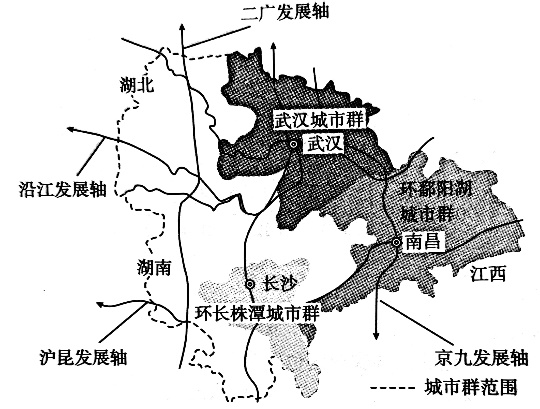 二广发展轴
湖北
武汉城市群
武汉
沿江发展轴
环鄱阳湖
城市群
南昌
湖南
长沙
江西
环长株潭城市群
沪昆发展轴
京九发展轴
城市群范围